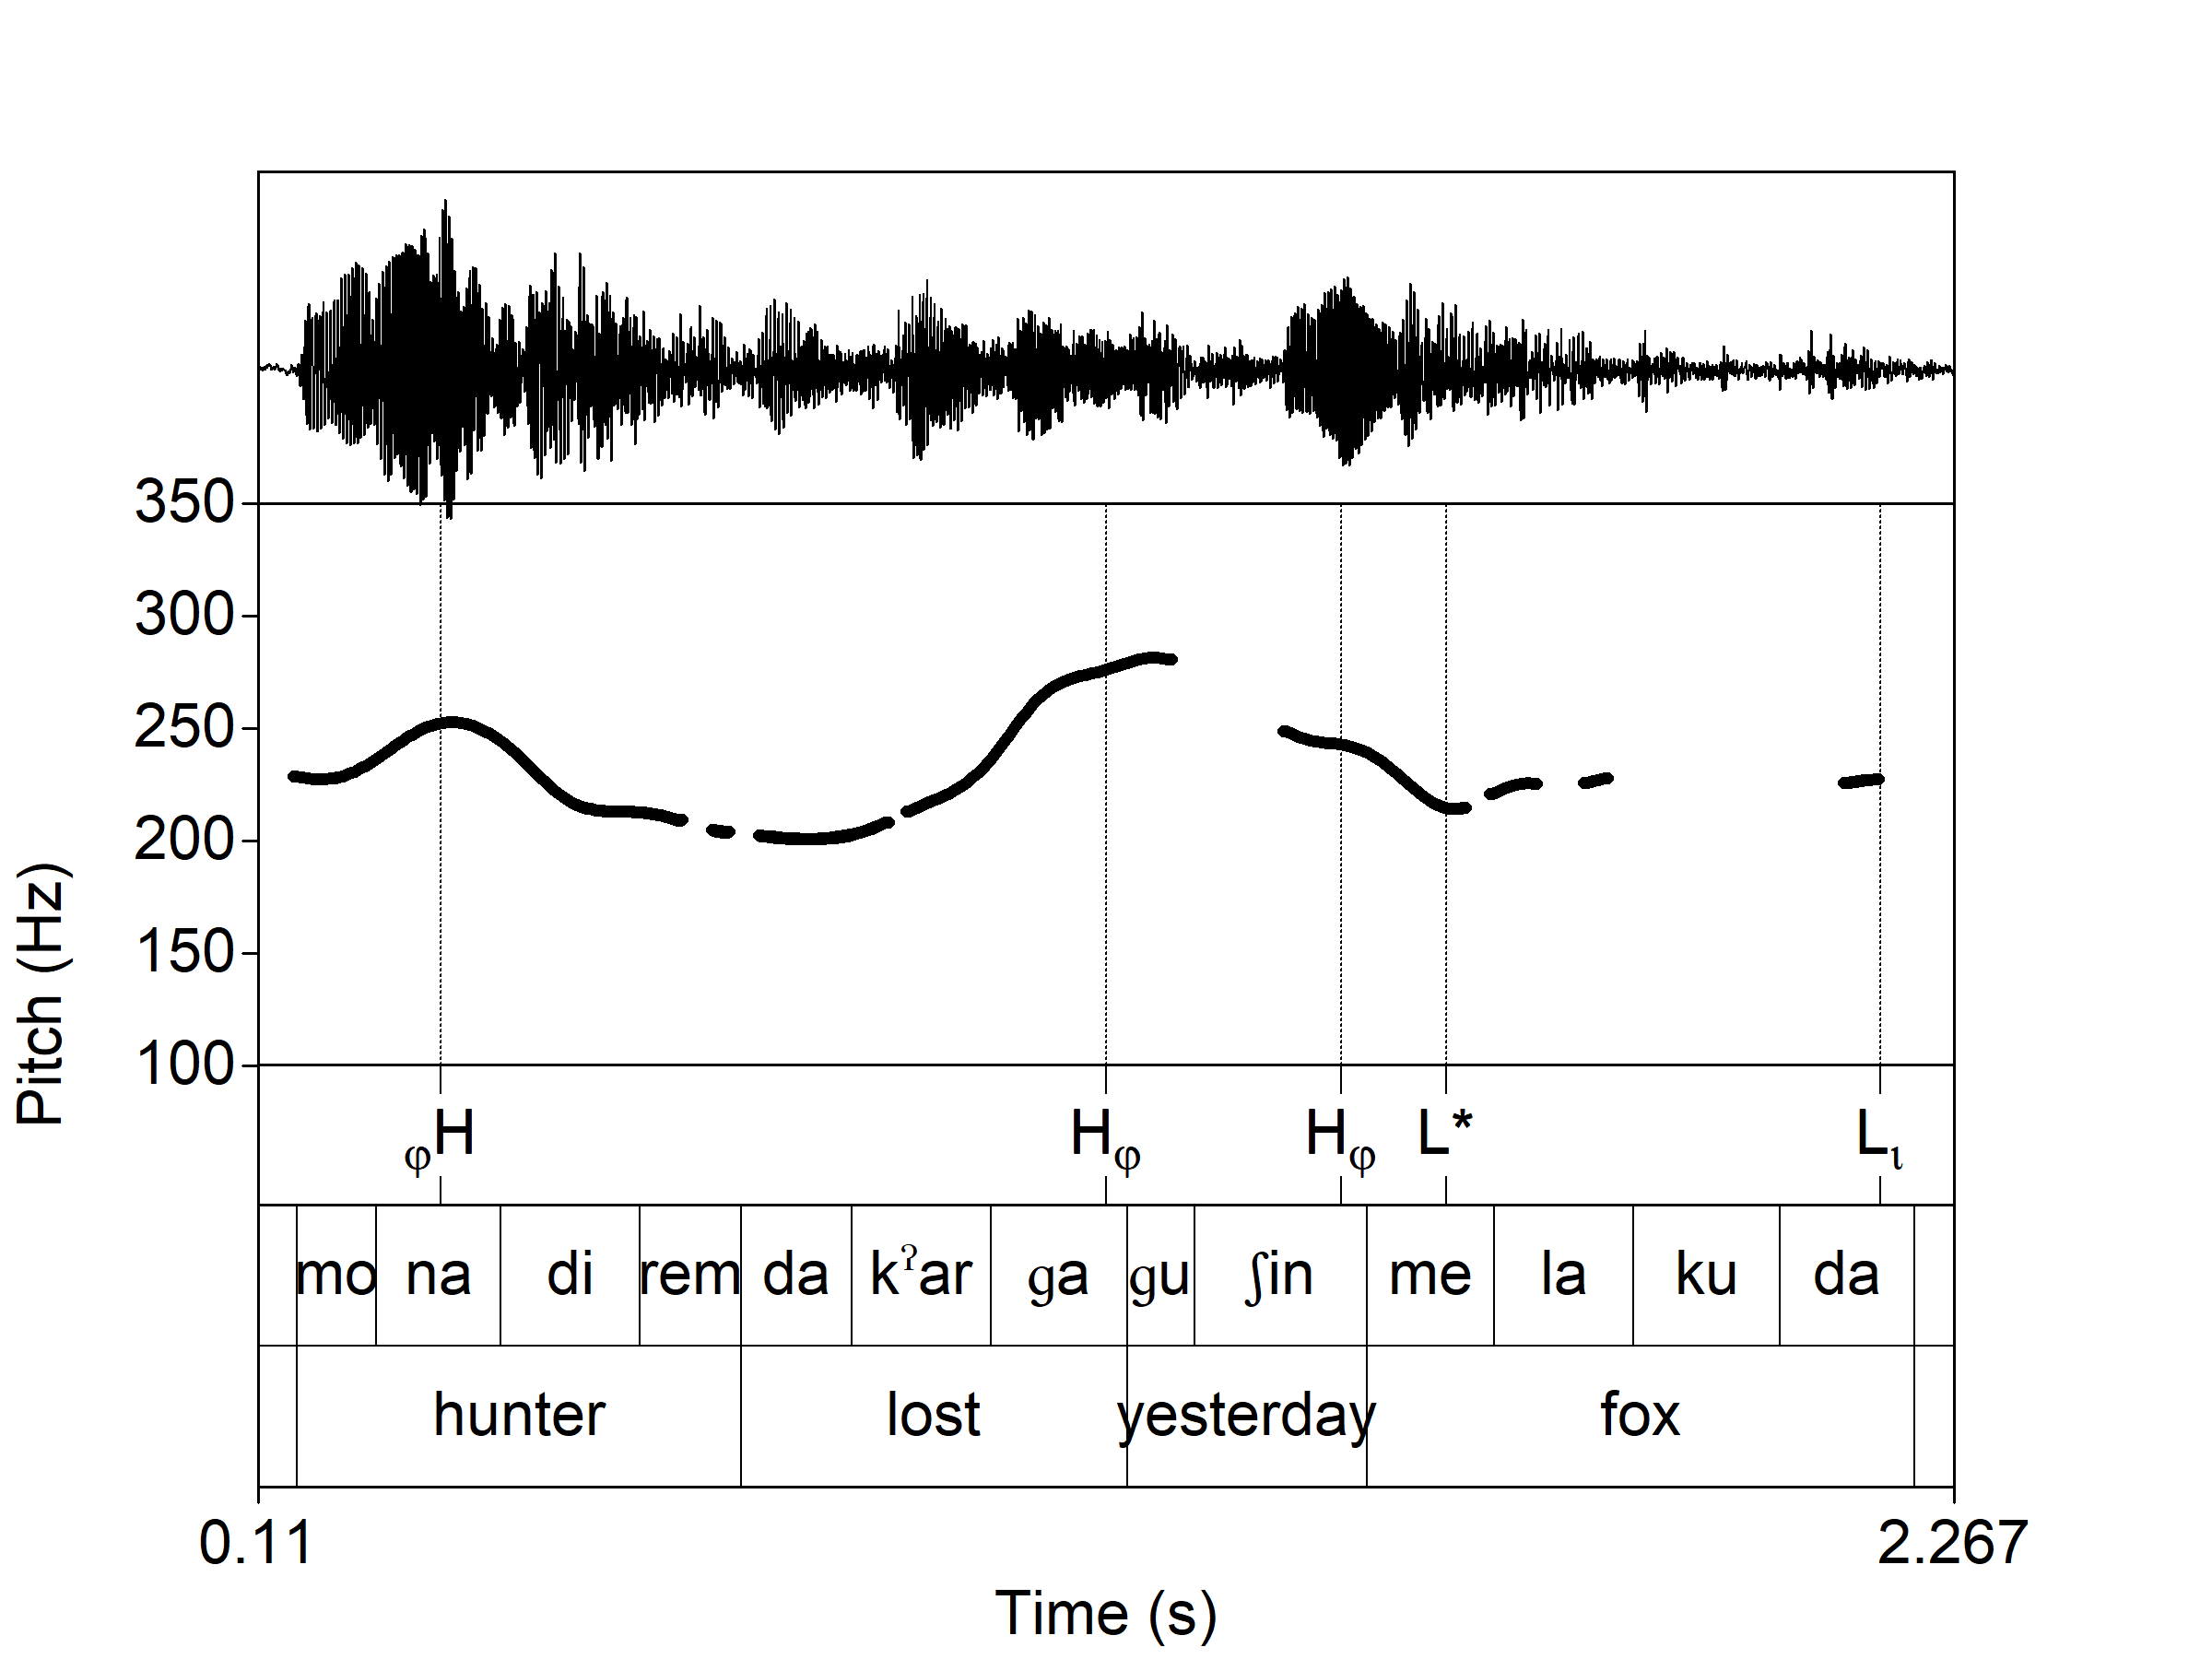 350
300
250
200
150
100
Pitch (Hz)
φH Hφ Hφ L* Lι
mo na di rem da kˀar ga gu ʃin me la ku da
hunter lost yesterday fox
0.11 2.267
Time (s)